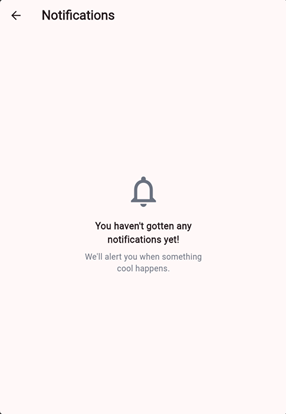 Notifications
You haven't gotten any
notifications yet!
We'll alert you when something
cool happens.